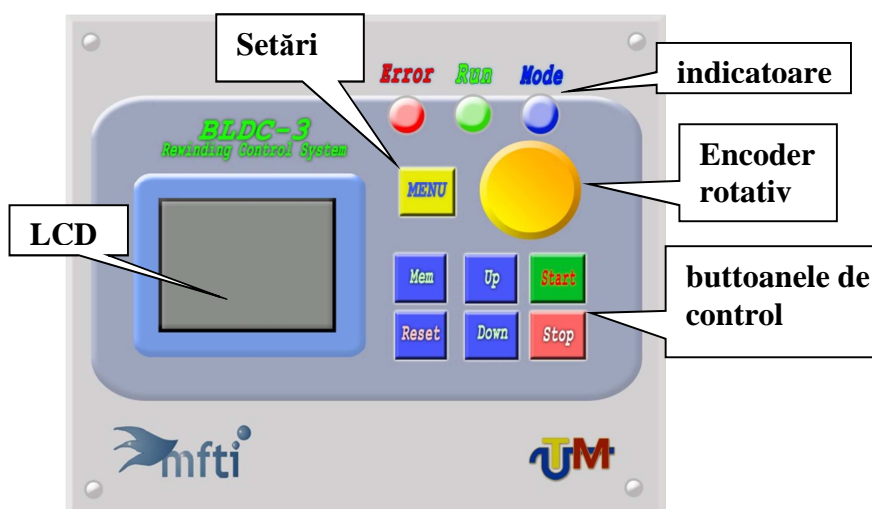 Setări
Error Run Mode
indicatoare
BLDC-3
Rewinding Control System
MENU
Encoder
rotativ
LCD
Mem Up Start
Reset Down Stop
buttoanele de
control
mfti
UTM